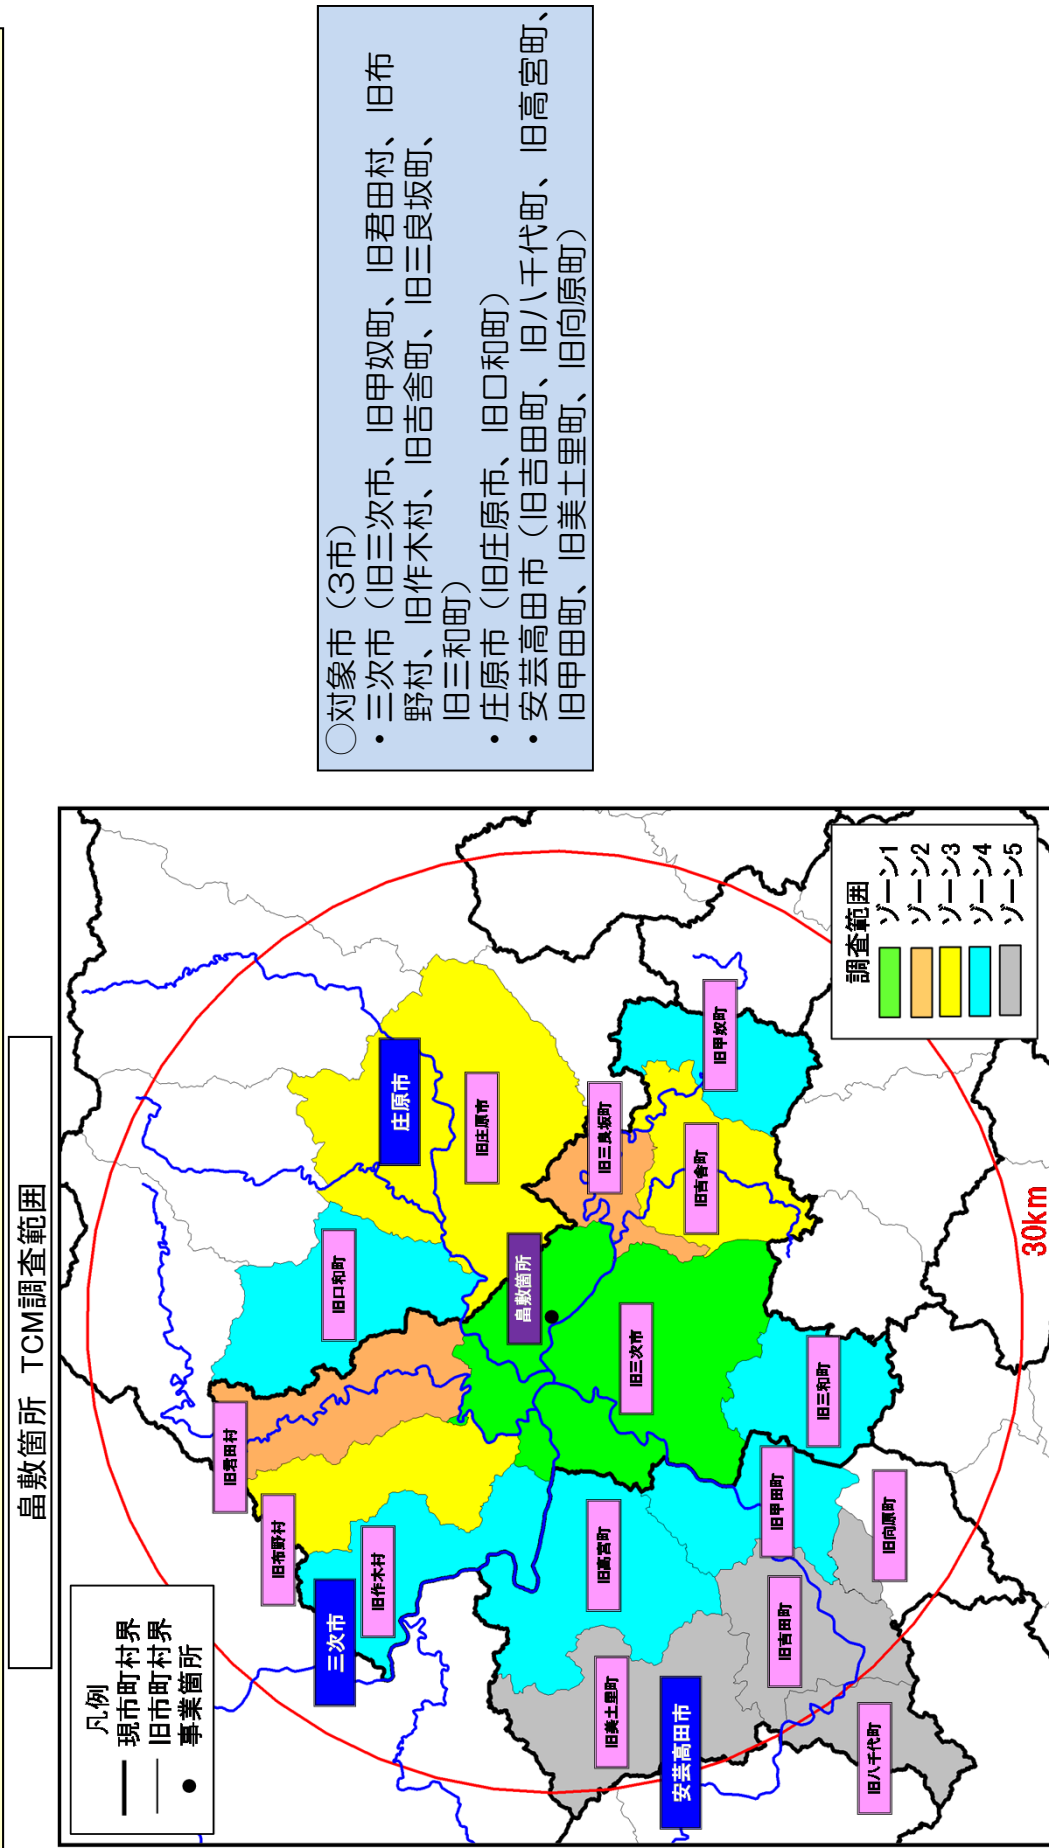 畠敷箇所 TCM調査範囲
凡例
現市町村界
旧市町村界
事業箇所
三次市
庄原市
安芸高田市
旧君田村
旧布野村
旧作木村
旧口和町
旧庄原市
畠敷箇所
旧三次市
旧三良坂町
旧吉舎町
旧甲奴町
旧高宮町
旧美土里町
旧甲田町
旧三和町
旧吉田町
旧向原町
旧八千代町
調査範囲
ゾーン1
ゾーン2
ゾーン3
ゾーン4
ゾーン5
30km
○対象市（3市）
・三次市（旧三次市、旧甲奴町、旧君田村、旧布
野村、旧作木村、旧吉舎町、旧三良坂町、
旧三和町）
・庄原市（旧庄原市、旧口和町）
・安芸高田市（旧吉田町、旧八千代町、旧高宮町、
旧甲田町、旧美土里町、旧向原町）